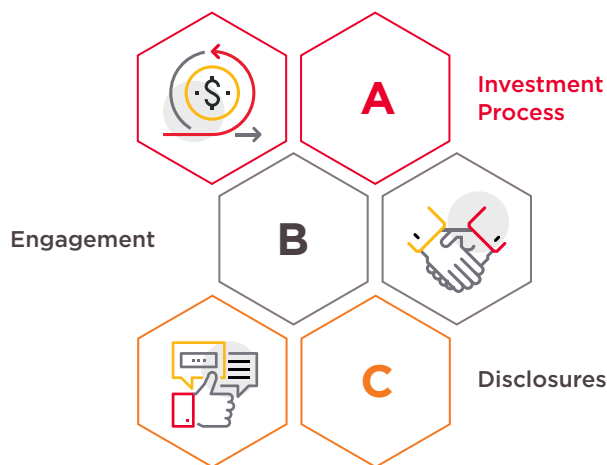 $
A
Investment
Process
Engagement
B
C
Disclosures